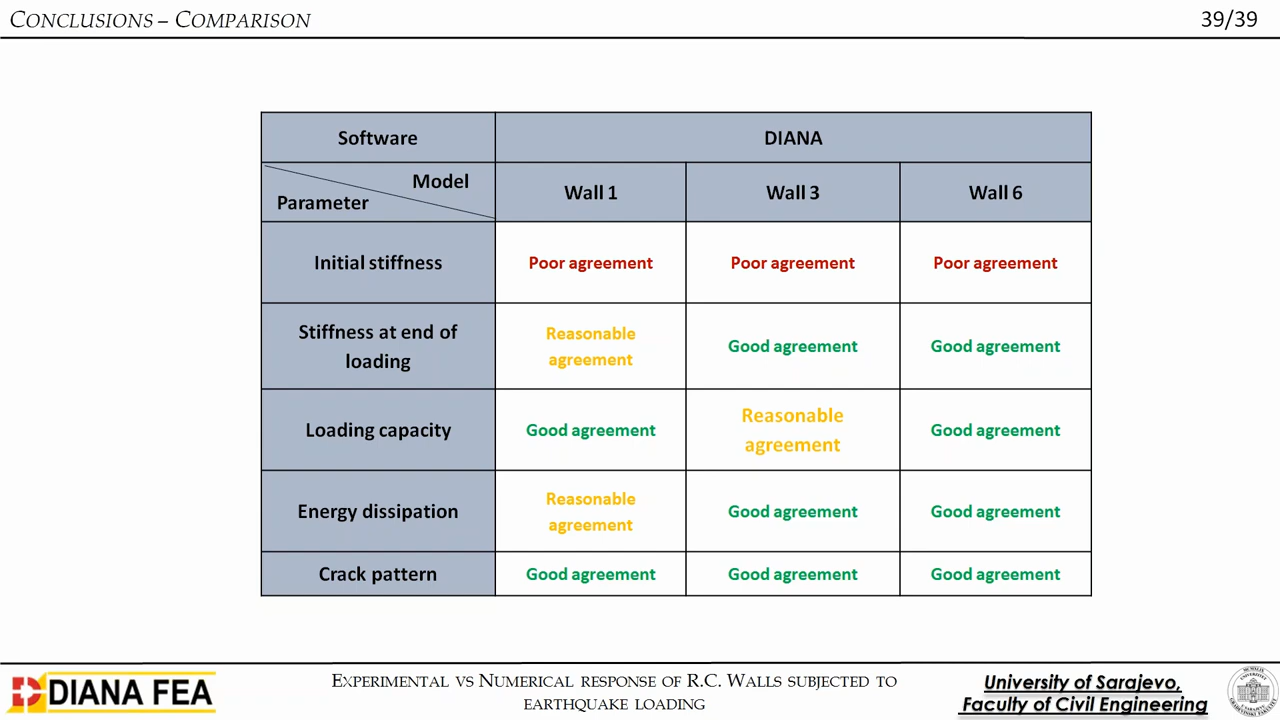 CONCLUSIONS – COMPARISON
39/39
Software
DIANA
Model
Parameter
Wall 1
Wall 3
Wall 6
Initial stiffness
Poor agreement
Poor agreement
Poor agreement
Stiffness at end of
loading
Reasonable
agreement
Good agreement
Good agreement
Loading capacity
Good agreement
Reasonable
agreement
Good agreement
Energy dissipation
Reasonable
agreement
Good agreement
Good agreement
Crack pattern
Good agreement
Good agreement
Good agreement
DIANA FEA
EXPERIMENTAL VS NUMERICAL RESPONSE OF R.C. WALLS SUBJECTED TO
EARTHQUAKE LOADING
University of Sarajevo,
Faculty of Civil Engineering